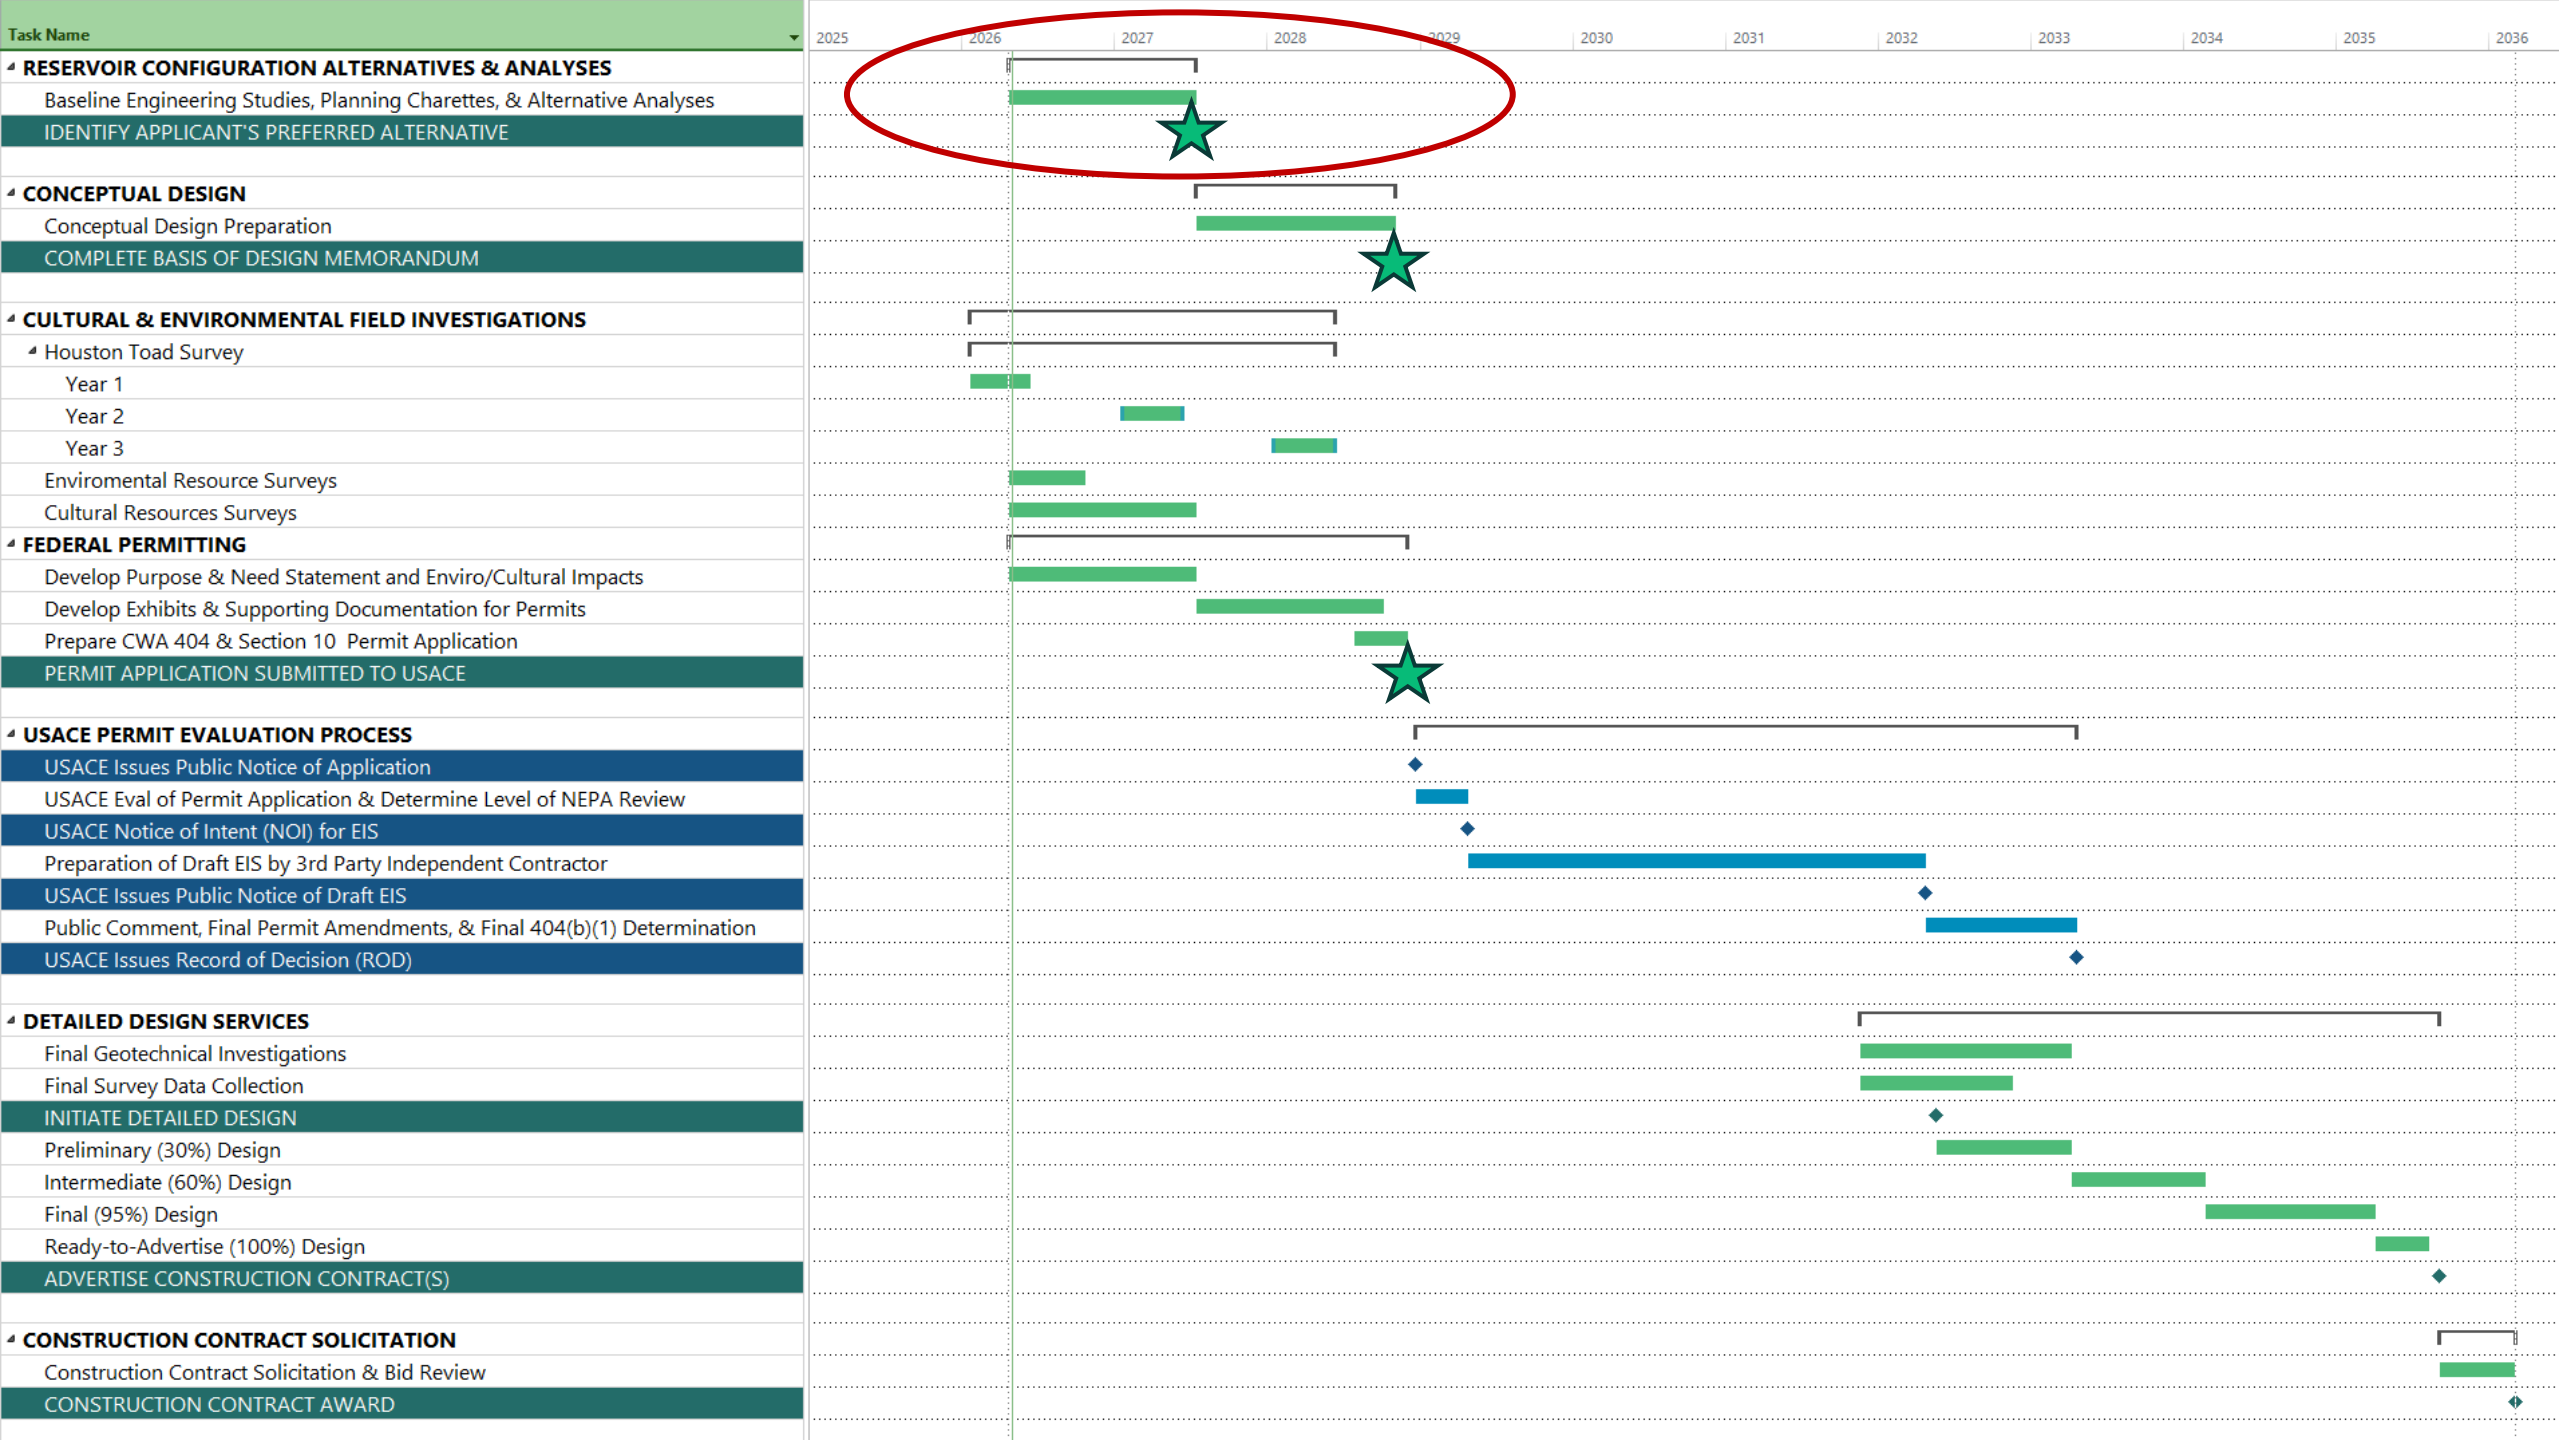 Task Name
2025 2026 2027 2028 2029 2030 2031 2032 2033 2034 2035 2036
RESERVOIR CONFIGURATION ALTERNATIVES & ANALYSES
Baseline Engineering Studies, Planning Charettes, & Alternative Analyses
IDENTIFY APPLICANT'S PREFERRED ALTERNATIVE
CONCEPTUAL DESIGN
Conceptual Design Preparation
COMPLETE BASIS OF DESIGN MEMORANDUM
CULTURAL & ENVIRONMENTAL FIELD INVESTIGATIONS
Houston Toad Survey
Year 1
Year 2
Year 3
Enviromental Resource Surveys
Cultural Resources Surveys
FEDERAL PERMITTING
Develop Purpose & Need Statement and Enviro/Cultural Impacts
Develop Exhibits & Supporting Documentation for Permits
Prepare CWA 404 & Section 10 Permit Application
PERMIT APPLICATION SUBMITTED TO USACE
USACE PERMIT EVALUATION PROCESS
USACE Issues Public Notice of Application
USACE Eval of Permit Application & Determine Level of NEPA Review
USACE Notice of Intent (NOI) for EIS
Preparation of Draft EIS by 3rd Party Independent Contractor
USACE Issues Public Notice of Draft EIS
Public Comment, Final Permit Amendments, & Final 404(b)(1) Determination
USACE Issues Record of Decision (ROD)
DETAILED DESIGN SERVICES
Final Geotechnical Investigations
Final Survey Data Collection
INITIATE DETAILED DESIGN
Preliminary (30%) Design
Intermediate (60%) Design
Final (95%) Design
Ready-to-Advertise (100%) Design
ADVERTISE CONSTRUCTION CONTRACT(S)
CONSTRUCTION CONTRACT SOLICITATION
Construction Contract Solicitation & Bid Review
CONSTRUCTION CONTRACT AWARD